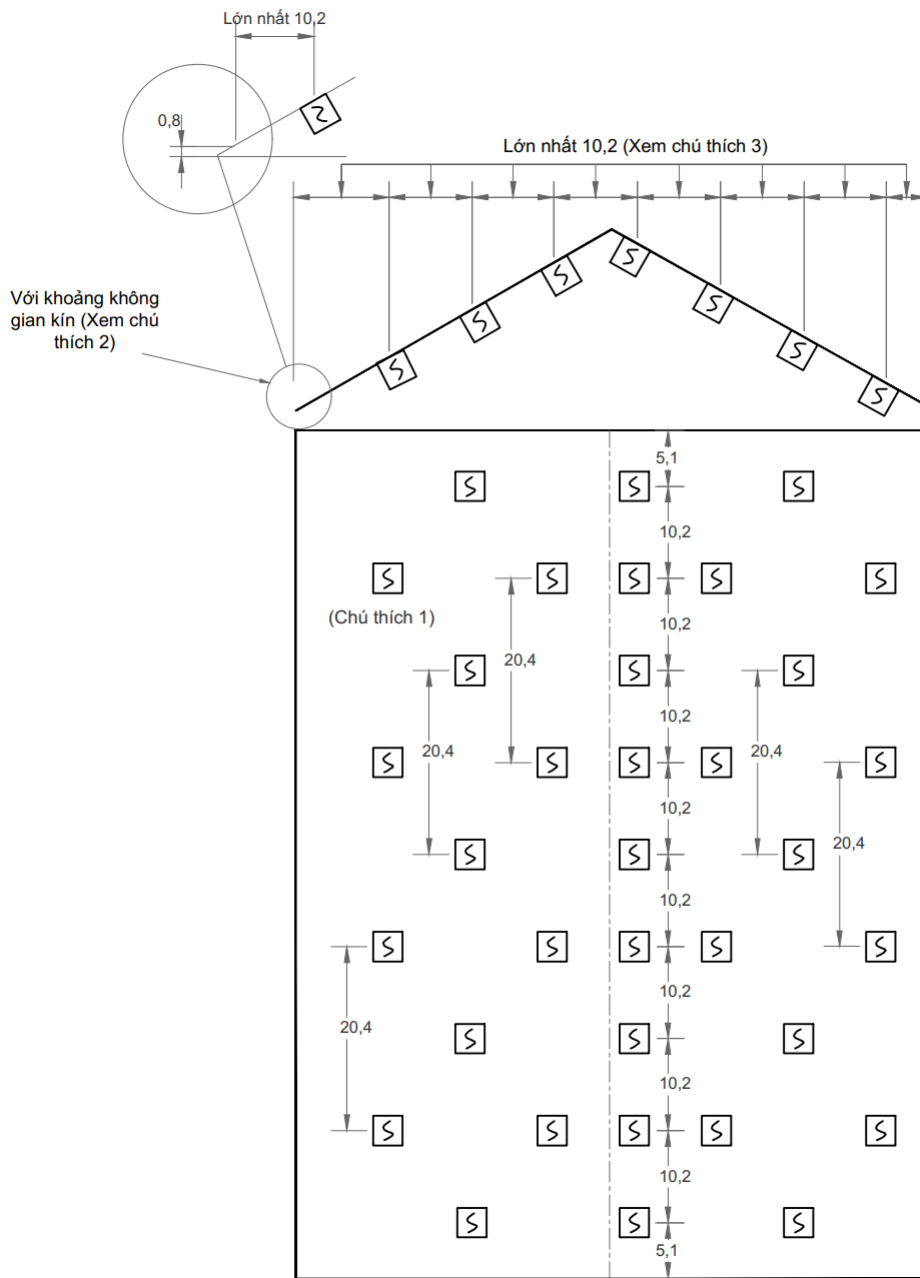 Lớn nhất 10,2
0,8
Lớn nhất 10,2 (Xem chú thích 3)
S
S
S
S
S
S
S
S
S
Với khoảng không
gian kín (Xem chú
thích 2)
5,1
S S S
10,2
S S S S S
(Chú thích 1)
10,2
20,4
S S S
10,2
20,4 20,4
S S S S S
10,2
20,4
S S S
10,2
S S S S S
10,2
20,4
S S S
10,2
S S S S S
10,2
S S S
5,1